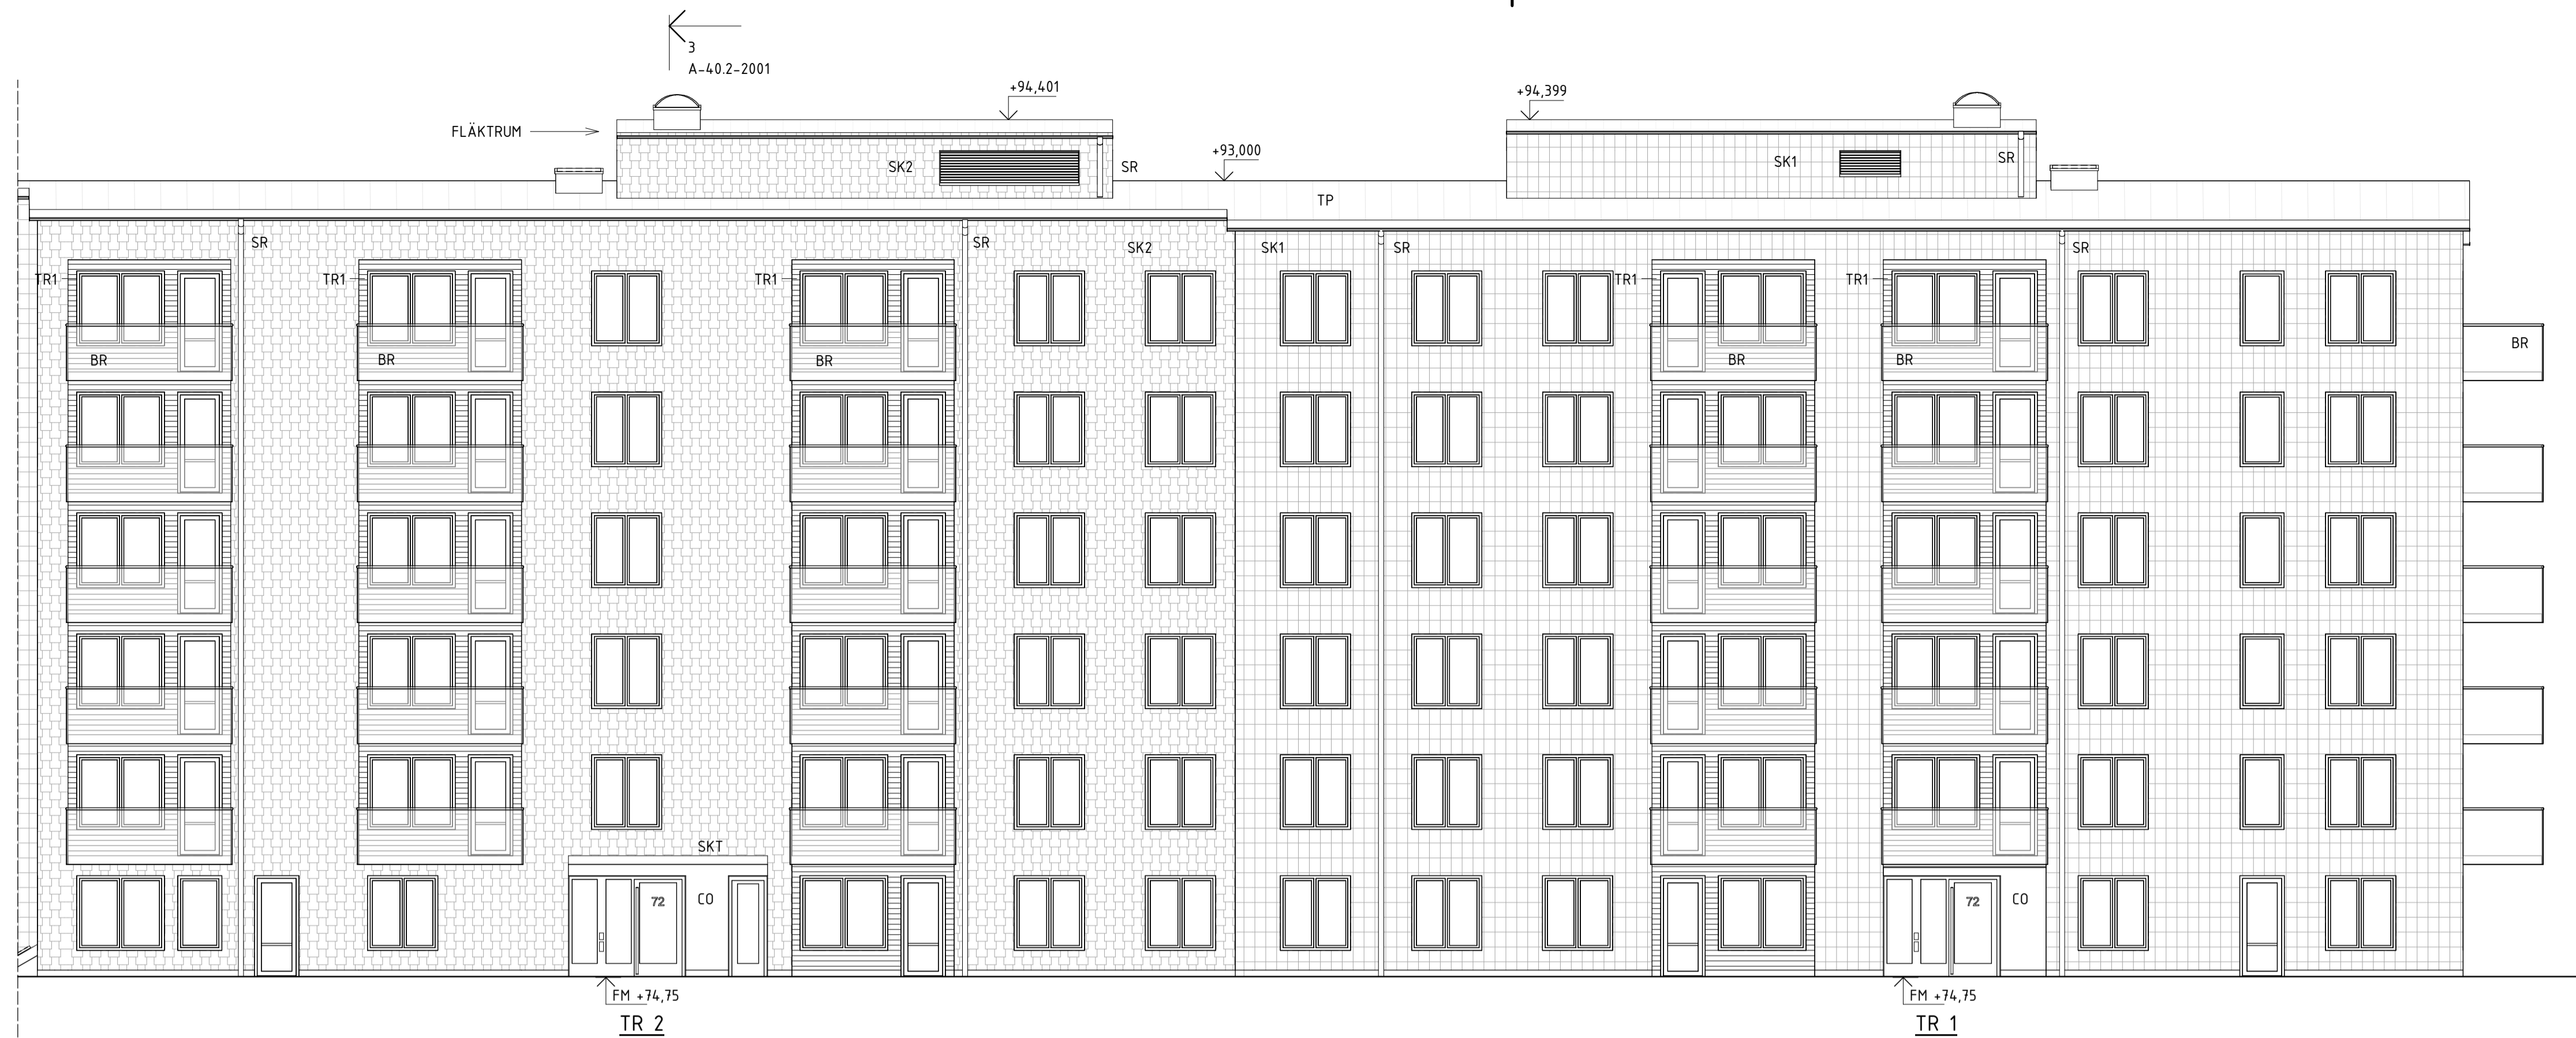 3
A-40.2-2001
+94,401
+94,399
FLÄKTRUM
+93,000
SK2
SR
SK1
SR
TP
SR
SR
SK2
SK1
SR
SR
TR1
TR1
TR1
TR1
TR1
BR
BR
BR
BR
BR
BR
SKT
72
CO
72
CO
FM +74,75
FM +74,75
TR 2
TR 1